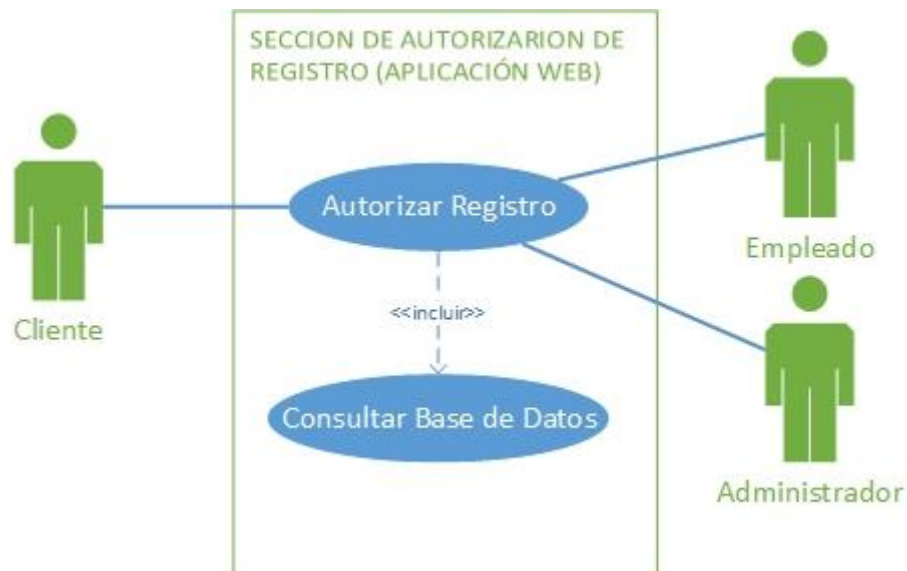 SECCION DE AUTORIZARION DE
REGISTRO (APLICACIÓN WEB)
Autorizar Registro
Empleado
<<incluir>>
Cliente
Consultar Base de Datos
Administrador